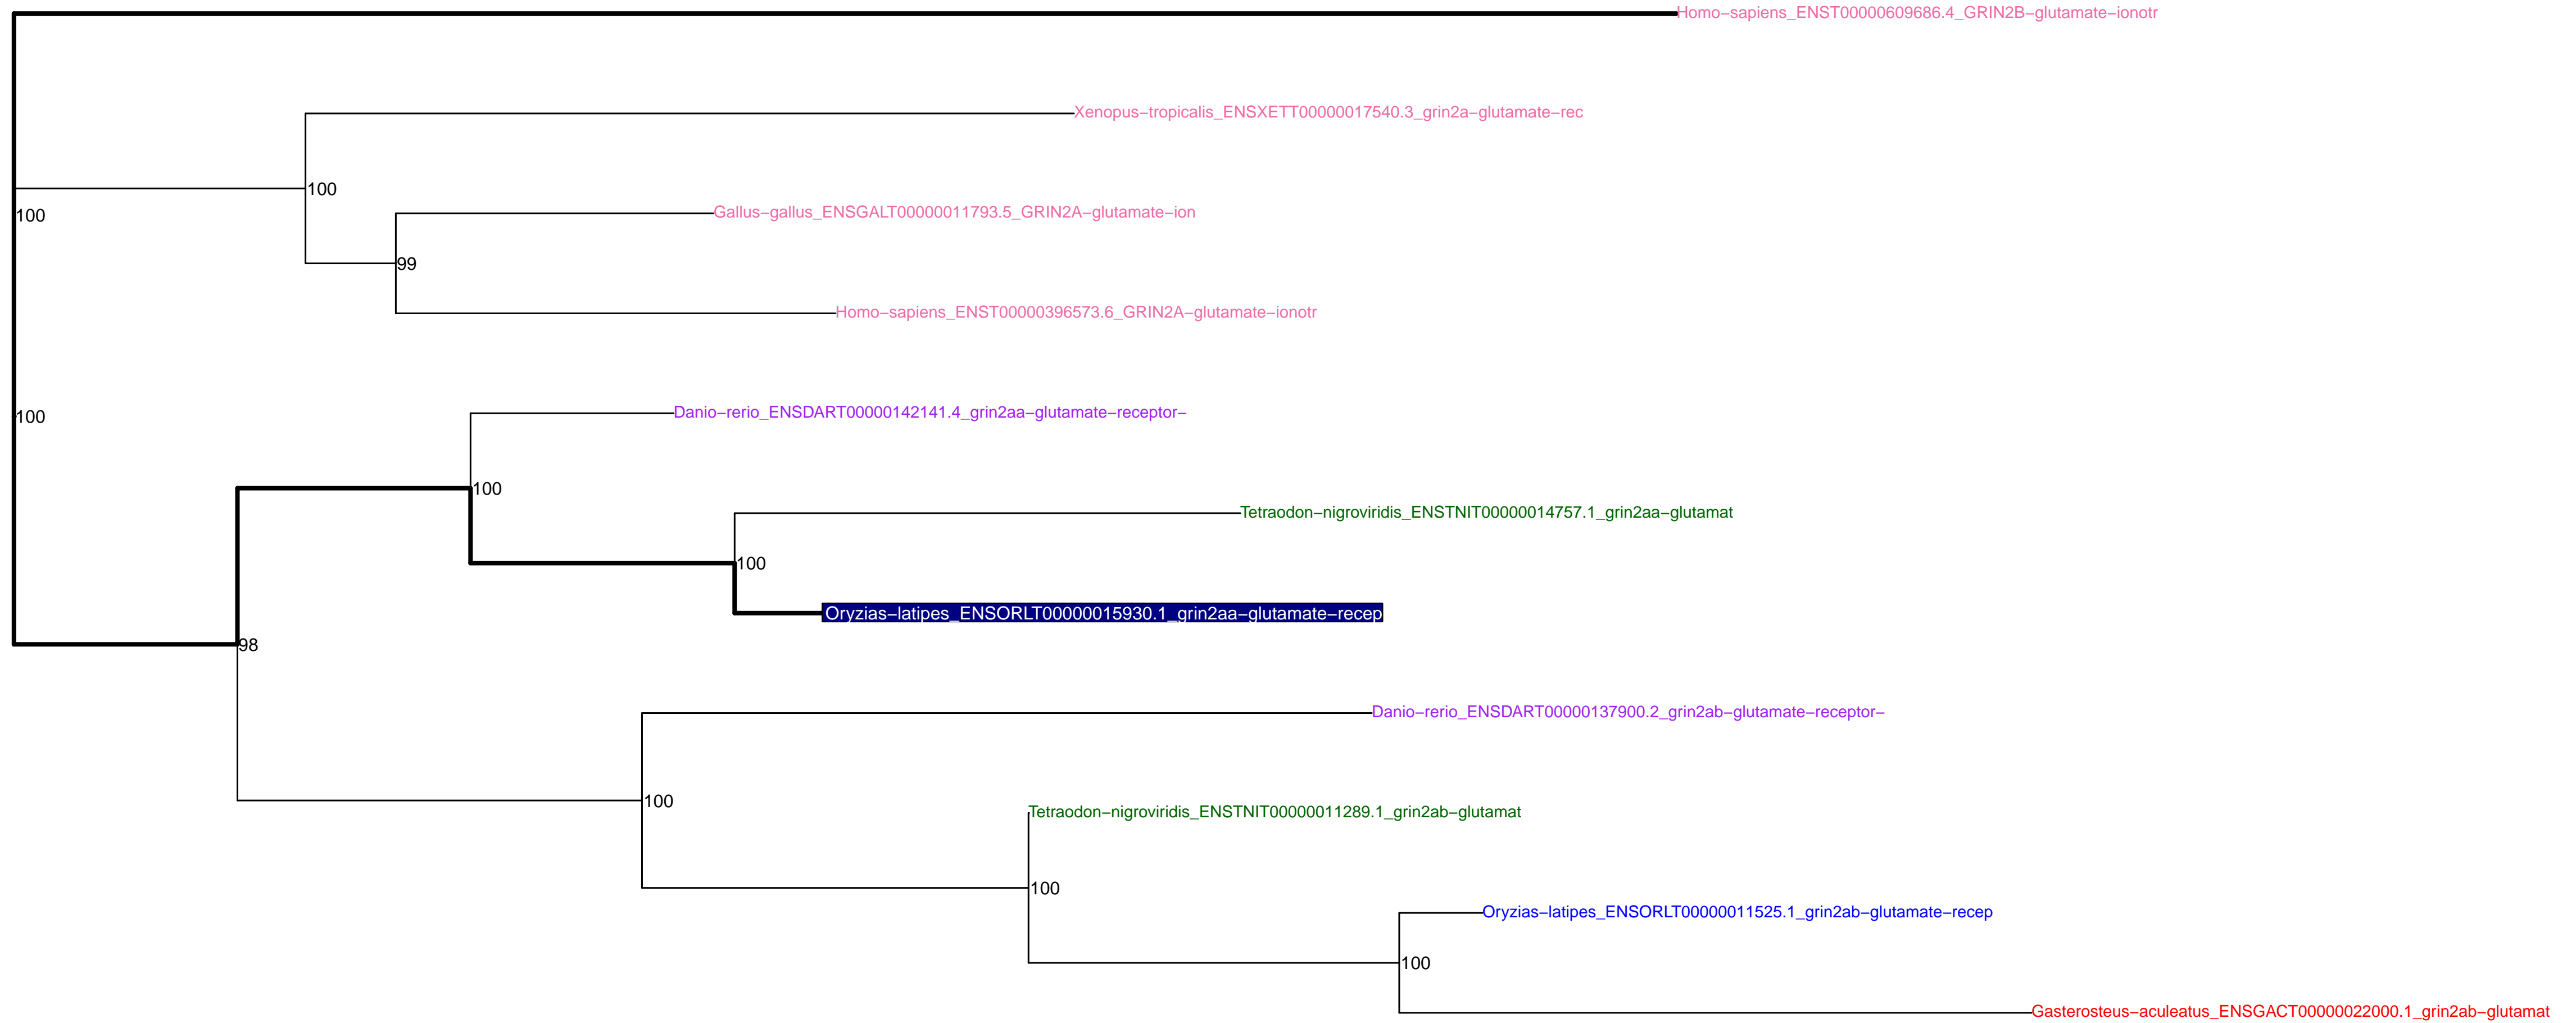 Homo−sapiens_ENST00000609686.4_GRIN2B−glutamate−ionotr
Xenopus−tropicalis_ENSXETT00000017540.3_grin2a−glutamate−rec
100
Gallus−gallus_ENSGALT00000011793.5_GRIN2A−glutamate−ion
100
99
Homo−sapiens_ENST00000396573.6_GRIN2A−glutamate−ionotr
Danio−rerio_ENSDART00000142141.4_grin2aa−glutamate−receptor−
100
100
Tetraodon−nigroviridis_ENSTNIT00000014757.1_grin2aa−glutamat
100
Oryzias−latipes_ENSORLT00000015930.1_grin2aa−glutamate−recep
98
Danio−rerio_ENSDART00000137900.2_grin2ab−glutamate−receptor−
100
Tetraodon−nigroviridis_ENSTNIT00000011289.1_grin2ab−glutamat
100
Oryzias−latipes_ENSORLT00000011525.1_grin2ab−glutamate−recep
100
Gasterosteus−aculeatus_ENSGACT00000022000.1_grin2ab−glutamat